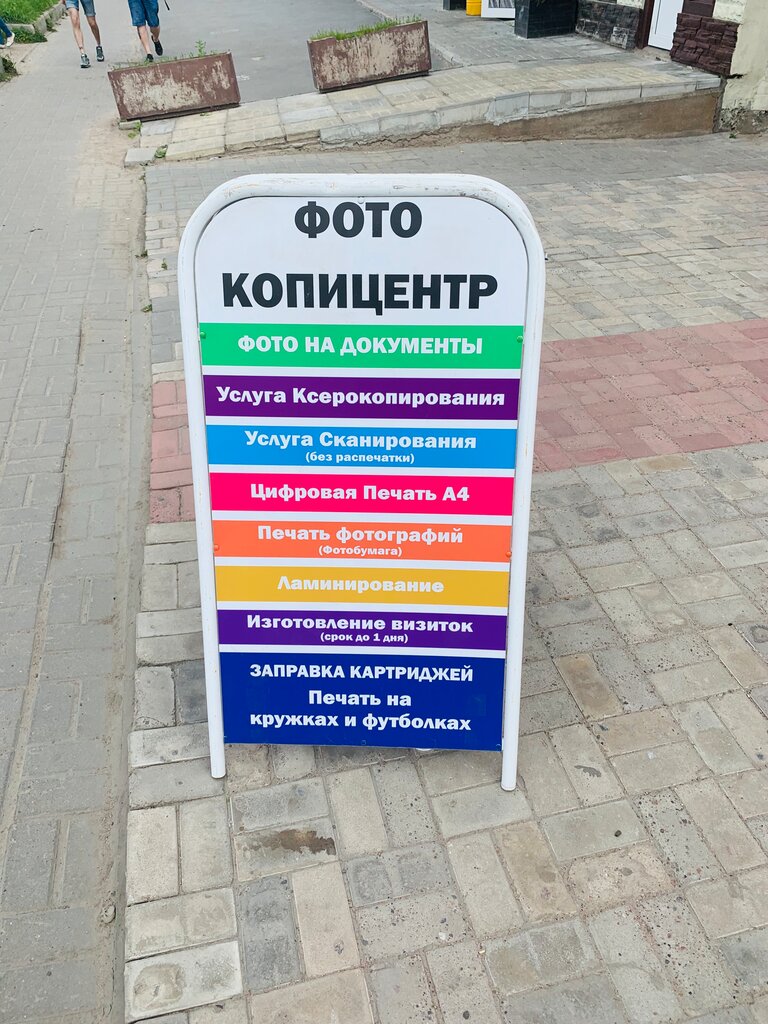 ФОТО
КОПИЦЕНТР
ФОТО НА ДОКУМЕНТЫ
Услуга Ксерокопирования
Услуга Сканирования
(без распечатки)
Цифровая Печать А4
Печать фотографий
(Фотобумага)
Ламинирование
Изготовление визиток
(срок до 1 дня)
ЗАПРАВКА КАРТРИДЖЕЙ
Печать на
кружках и футболках